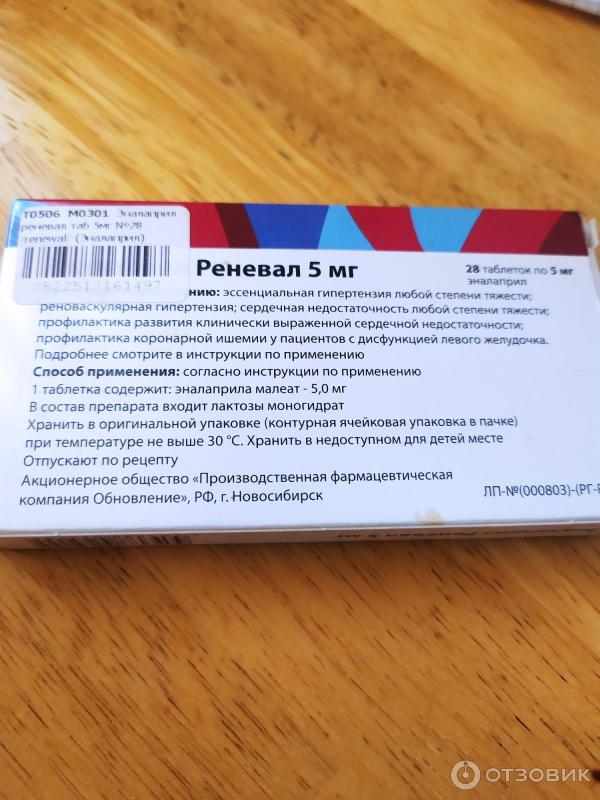 T0506 M0301 Эналаприл
реневал таб 5мг №28
renewal (Эналаприл)
2522517161497
Реневал 5 мг
28 таблеток по 5 мг
эналаприл
нию: эссенциальная гипертензия любой степени тяжести;
реноваскулярная гипертензия; сердечная недостаточность любой степени тяжести;
профилактика развития клинически выраженной сердечной недостаточности;
профилактика коронарной ишемии у пациентов с дисфункцией левого желудочка.
Подробнее смотрите в инструкции по применению
Способ применения: согласно инструкции по применению
1 таблетка содержит: эналаприла малеат - 5,0 мг
В состав препарата входит лактозы моногидрат
Хранить в оригинальной упаковке (контурная ячейковая упаковка в пачке)
при температуре не выше 30 °C. Хранить в недоступном для детей месте
Отпускают по рецепту
Акционерное общество «Производственная фармацевтическая
компания Обновление», РФ, г. Новосибирск
ЛП-№(000803)-(РГ-R
Реневал 5 мг
ОТЗОВИК